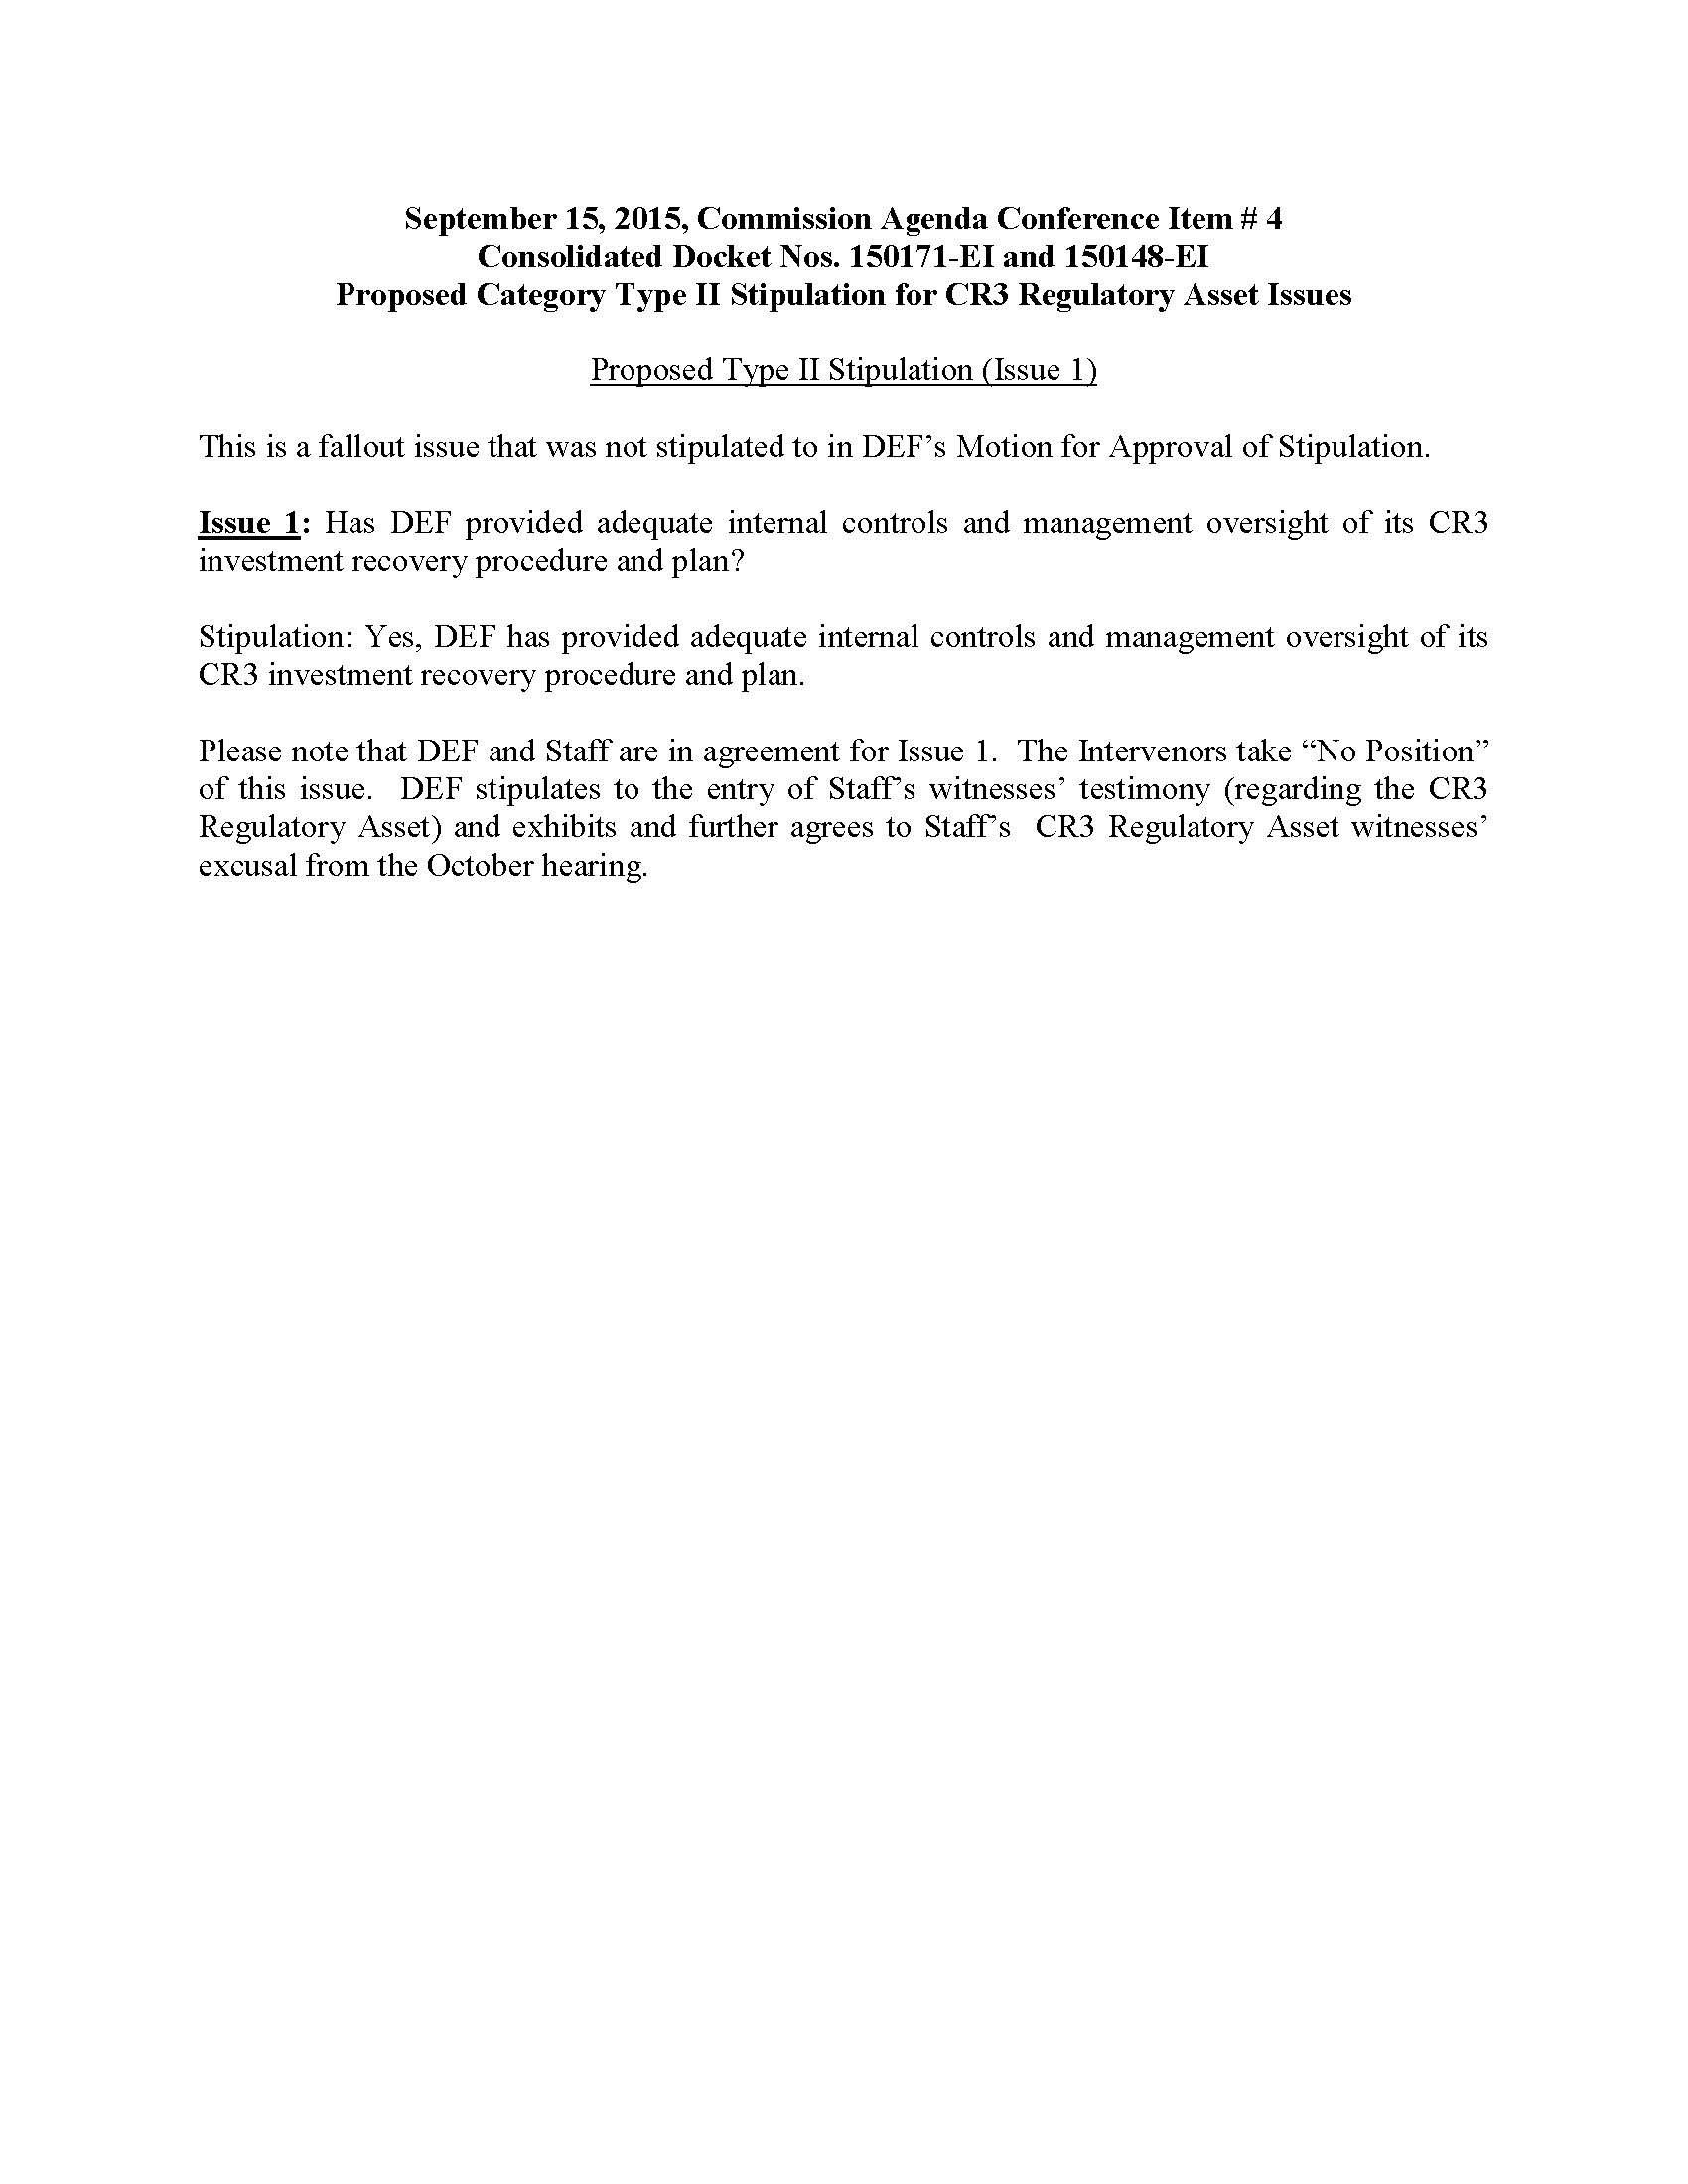 September 15, 2015, Commission Agenda Conference Item # 4
Consolidated Docket Nos. 150171-EI and 150148-EI
Proposed Category Type II Stipulation for CR3 Regulatory Asset Issues
Proposed Type II Stipulation (Issue 1)
This is a fallout issue that was not stipulated to in DEF’s Motion for Approval of Stipulation.
Issue 1: Has DEF provided adequate internal controls and management oversight of its CR3
investment recovery procedure and plan?
Stipulation: Yes, DEF has provided adequate internal controls and management oversight of its
CR3 investment recovery procedure and plan.
Please note that DEF and Staff are in agreement for Issue 1. The Intervenors take “No Position”
of this issue. DEF stipulates to the entry of Staff’s witnesses’ testimony (regarding the CR3
Regulatory Asset) and exhibits and further agrees to Staff’s CR3 Regulatory Asset witnesses’
excusal from the October hearing.